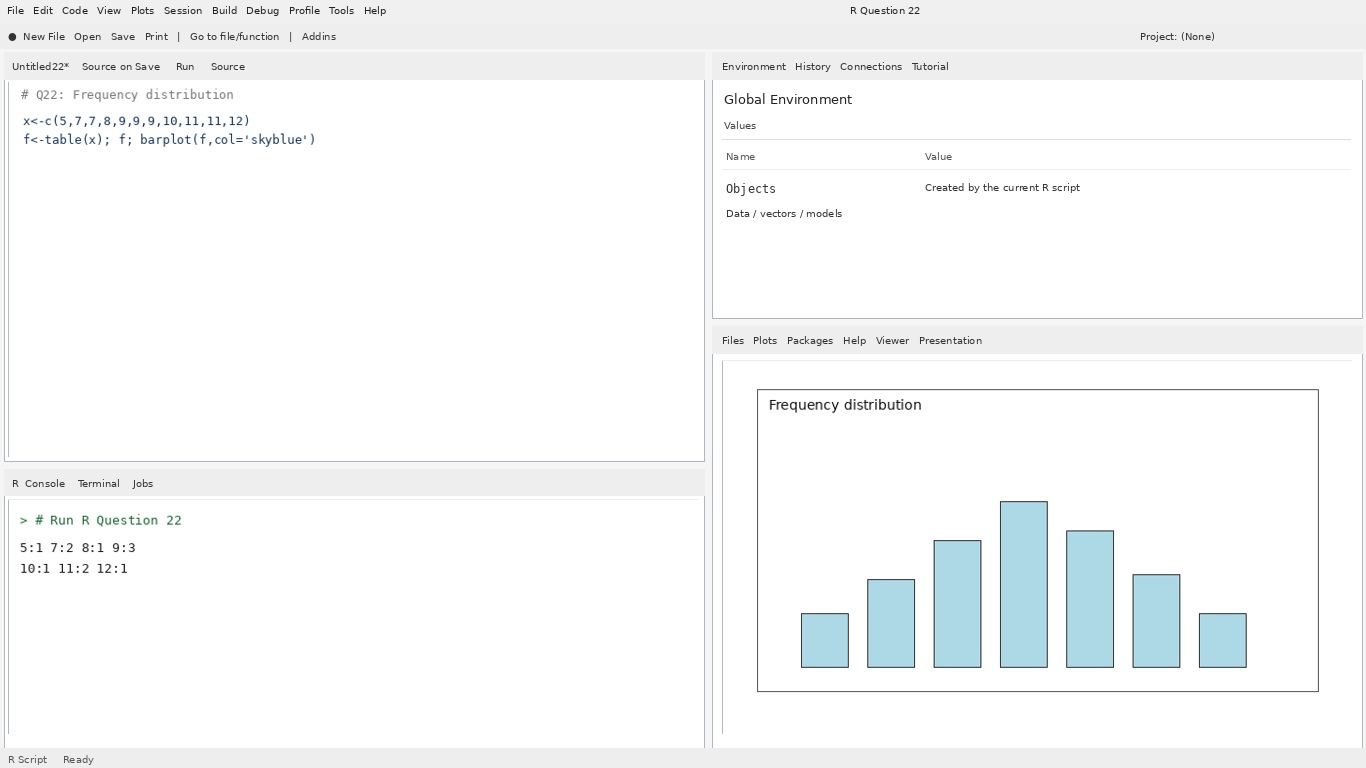 File Edit Code View Plots Session Build Debug Profile Tools Help
R Question 22
● New File Open Save Print | Go to file/function | Addins
Project: (None)
Untitled22* Source on Save Run Source
# Q22: Frequency distribution
x<-c(5,7,7,8,9,9,9,10,11,11,12)
f<-table(x); f; barplot(f,col='skyblue')
R Console Terminal Jobs
> # Run R Question 22
5:1 7:2 8:1 9:3
10:1 11:2 12:1
Environment History Connections Tutorial
Global Environment
Values
Name Value
Objects Created by the current R script
Data / vectors / models
Files Plots Packages Help Viewer Presentation
Frequency distribution
R Script Ready